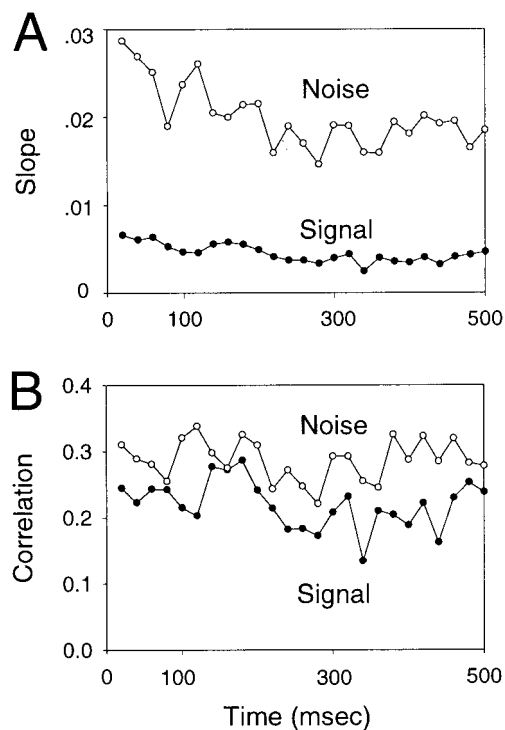 A
.03
.02
.01
0
Slope
Noise
Signal
0
100
300
500
B
0.4
0.3
0.2
0.1
0.0
Correlation
Noise
Signal
0
100
300
500
Time (msec)